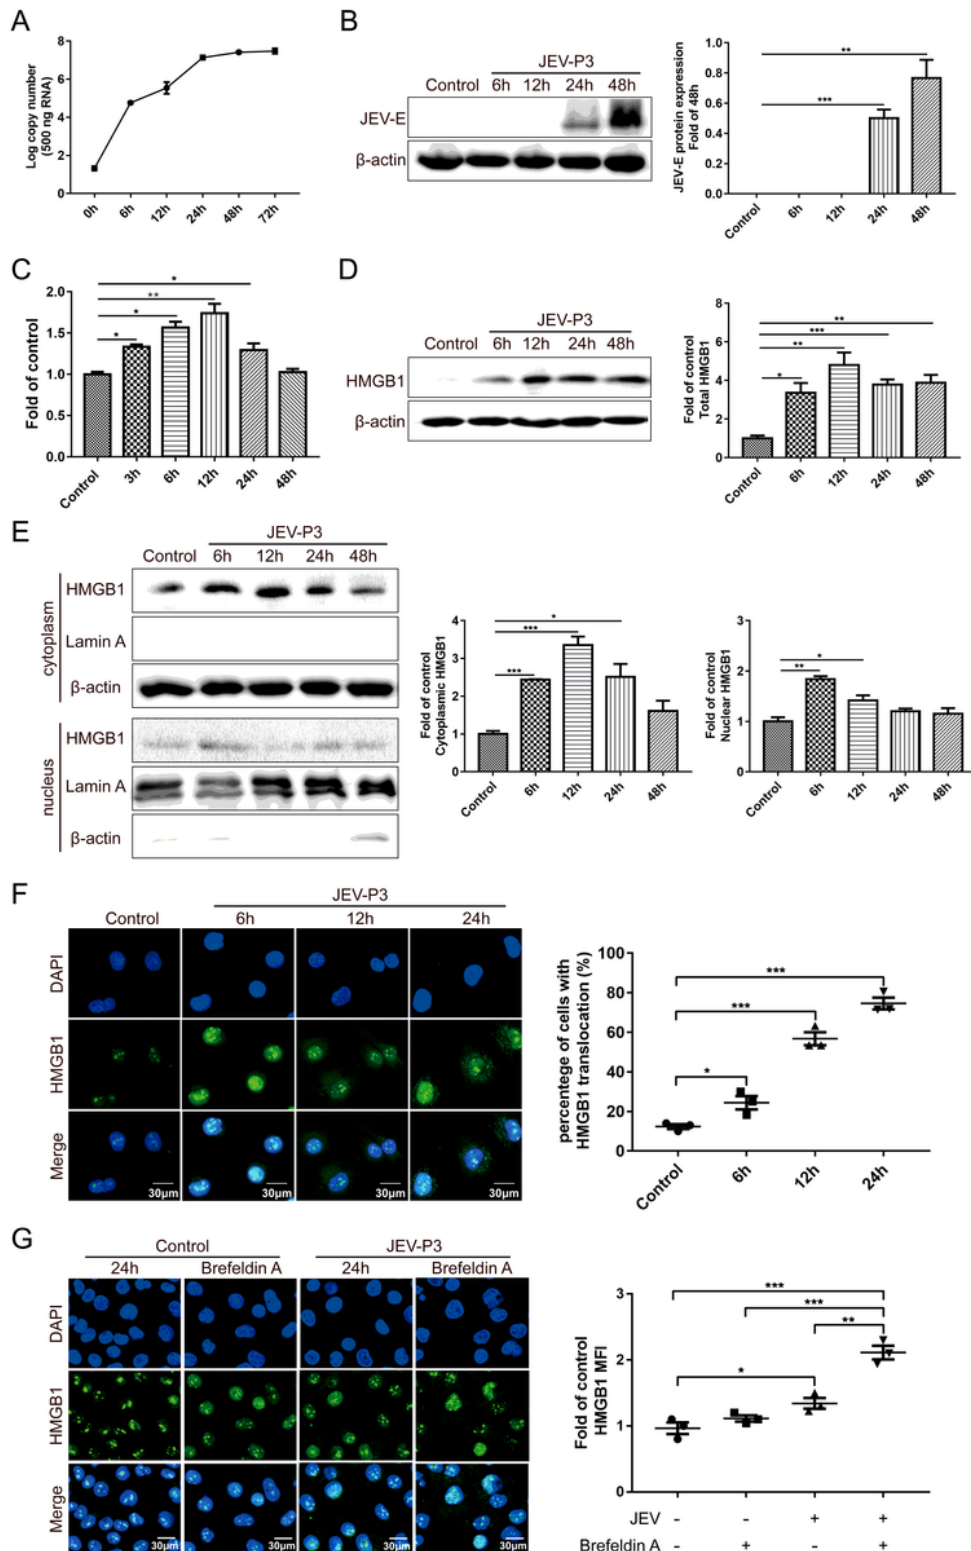 A
Log copy number
(500 ng RNA)
8
6
4
2
0
0h 6h 12h 24h 48h 72h
B
JEV-P3
Control 6h 12h 24h 48h
JEV-E
β-actin
JEV-E protein expression
Fold of 48h
1.0
0.8
0.6
0.4
0.2
0.0
**
***
Control 6h 12h 24h 48h
C
Fold of control
2.0
1.5
1.0
0.5
0.0
*
**
*
*
Control 3h 6h 12h 24h 48h
D
JEV-P3
Control 6h 12h 24h 48h
HMGB1
β-actin
Fold of control
Total HMGB1
8
6
4
2
0
**
***
**
*
Control 6h 12h 24h 48h
E
JEV-P3
Control 6h 12h 24h 48h
cytoplasm
HMGB1
Lamin A
β-actin
nucleus
HMGB1
Lamin A
β-actin
Fold of control
Cytoplasmic HMGB1
4
3
2
1
0
*
***
***
Control 6h 12h 24h 48h
Fold of control
Nuclear HMGB1
3
2
1
0
*
**
Control 6h 12h 24h 48h
F
JEV-P3
Control 6h 12h 24h
DAPI
HMGB1
Merge
30μm 30μm 30μm 30μm
percentege of cells with
HMGB1 translocation (%)
100
80
60
40
20
0
***
***
*
Control 6h 12h 24h
G
Control JEV-P3
24h Brefeldin A 24h Brefeldin A
DAPI
HMGB1
Merge
30μm 30μm 30μm 30μm
Fold of control
HMGB1 MFI
3
2
1
0
***
***
**
*
JEV - - + +
Brefeldin A - + - +